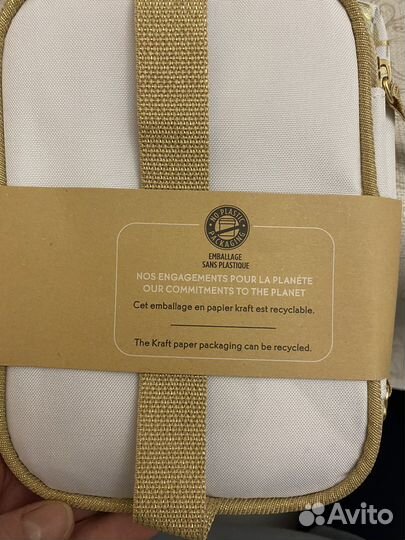 NO PLASTIC
PACKAGING
EMBALLAGE
SANS PLASTIQUE
NOS ENGAGEMENTS POUR LA PLANÉTE
OUR COMMITMENTS TO THE PLANET
Cet emballage en papier kraft est recyclable.
The Kraft paper packaging can be recycled.
Avito